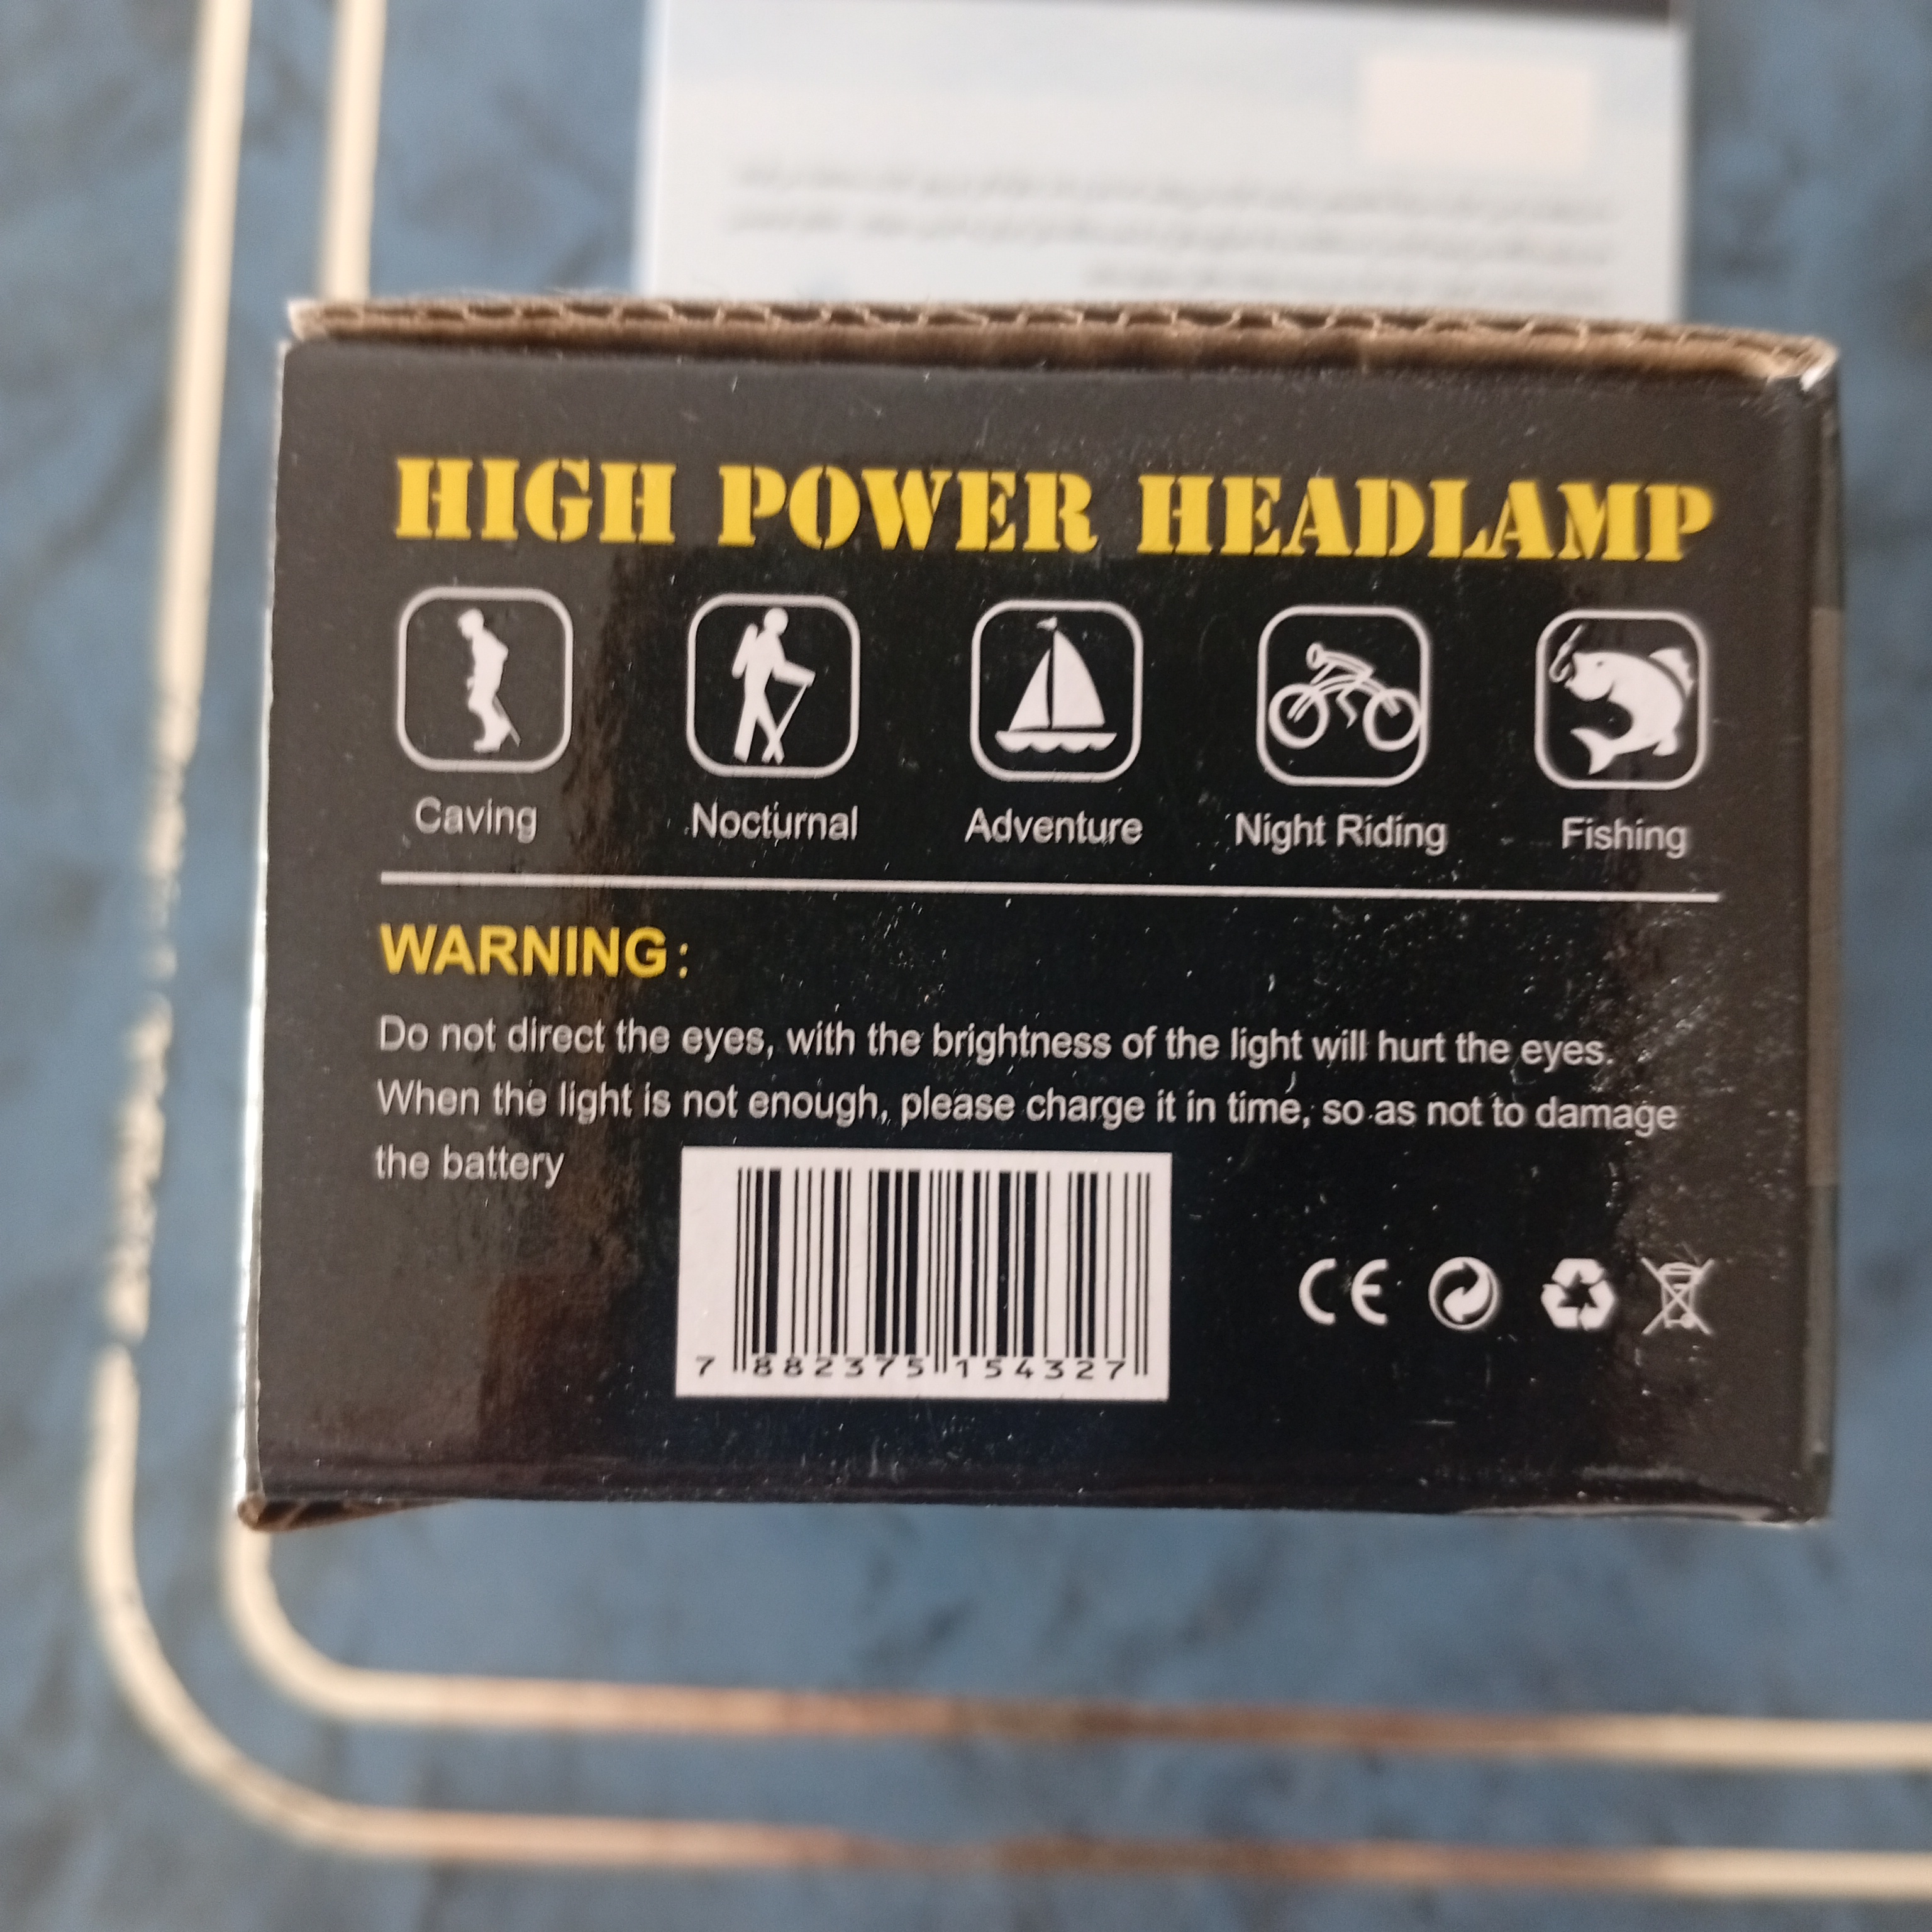 HIGH POWER HEADLAMP
Caving Nocturnal Adventure Night Riding Fishing
WARNING:
Do not direct the eyes, with the brightness of the light will hurt the eyes.
When the light is not enough, please charge it in time, so as not to damage
the battery
7 882375 154327
CE